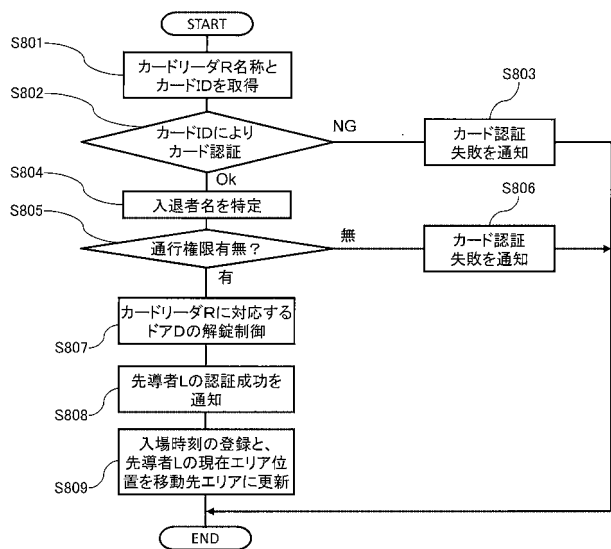 START
S801
カードリーダR名称と
カードIDを取得
S802
カードIDにより
カード認証
NG
S803
カード認証
失敗を通知
Ok
S804
入退者名を特定
S805
通行権限有無？
無
S806
カード認証
失敗を通知
有
カードリーダRに対応する
ドアDの解錠制御
S807
先導者Lの認証成功を
通知
S808
入場時刻の登録と、
先導者Lの現在エリア位
置を移動先エリアに更新
S809
END